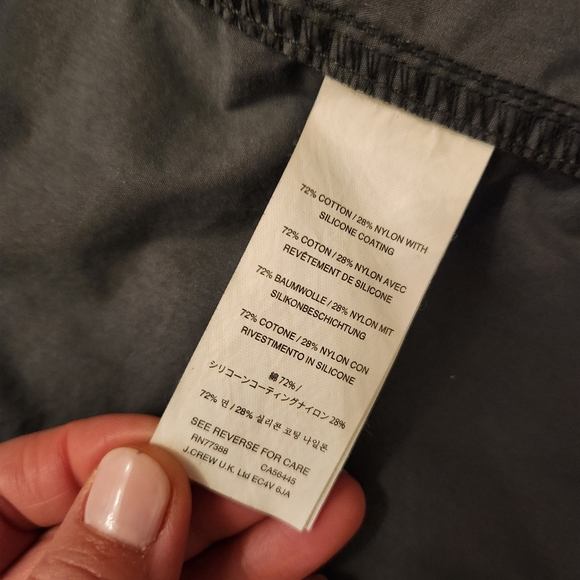 72% COTTON / 28% NYLON WITH
SILICONE COATING
72% COTON / 28% NYLON AVEC
REVÊTEMENT DE SILICONE
72% BAUMWOLLE / 28% NYLON MIT
SILIKONBESCHICHTUNG
72% COTONE / 28% NYLON CON
RIVESTIMENTO IN SILICONE
綿 72% /
シリコーンコーティングナイロン 28%
72% 면 / 28% 실리콘 코팅 나일론
SEE REVERSE FOR CARE
RN77388 CA56445
J.CREW U.K. Ltd EC4V 6JA